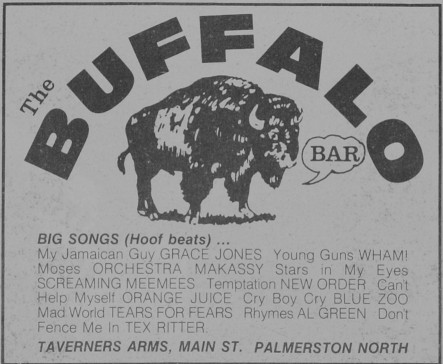 The
BUFFALO
BAR
BIG SONGS (Hoof beats) ...
My Jamaican Guy GRACE JONES Young Guns WHAM!
Moses ORCHESTRA MAKASSY Stars in My Eyes
SCREAMING MEEMEES Temptation NEW ORDER Can't
Help Myself ORANGE JUICE Cry Boy Cry BLUE ZOO
Mad World TEARS FOR FEARS Rhymes AL GREEN Don't
Fence Me In TEX RITTER.
TAVERNERS ARMS, MAIN ST. PALMERSTON NORTH